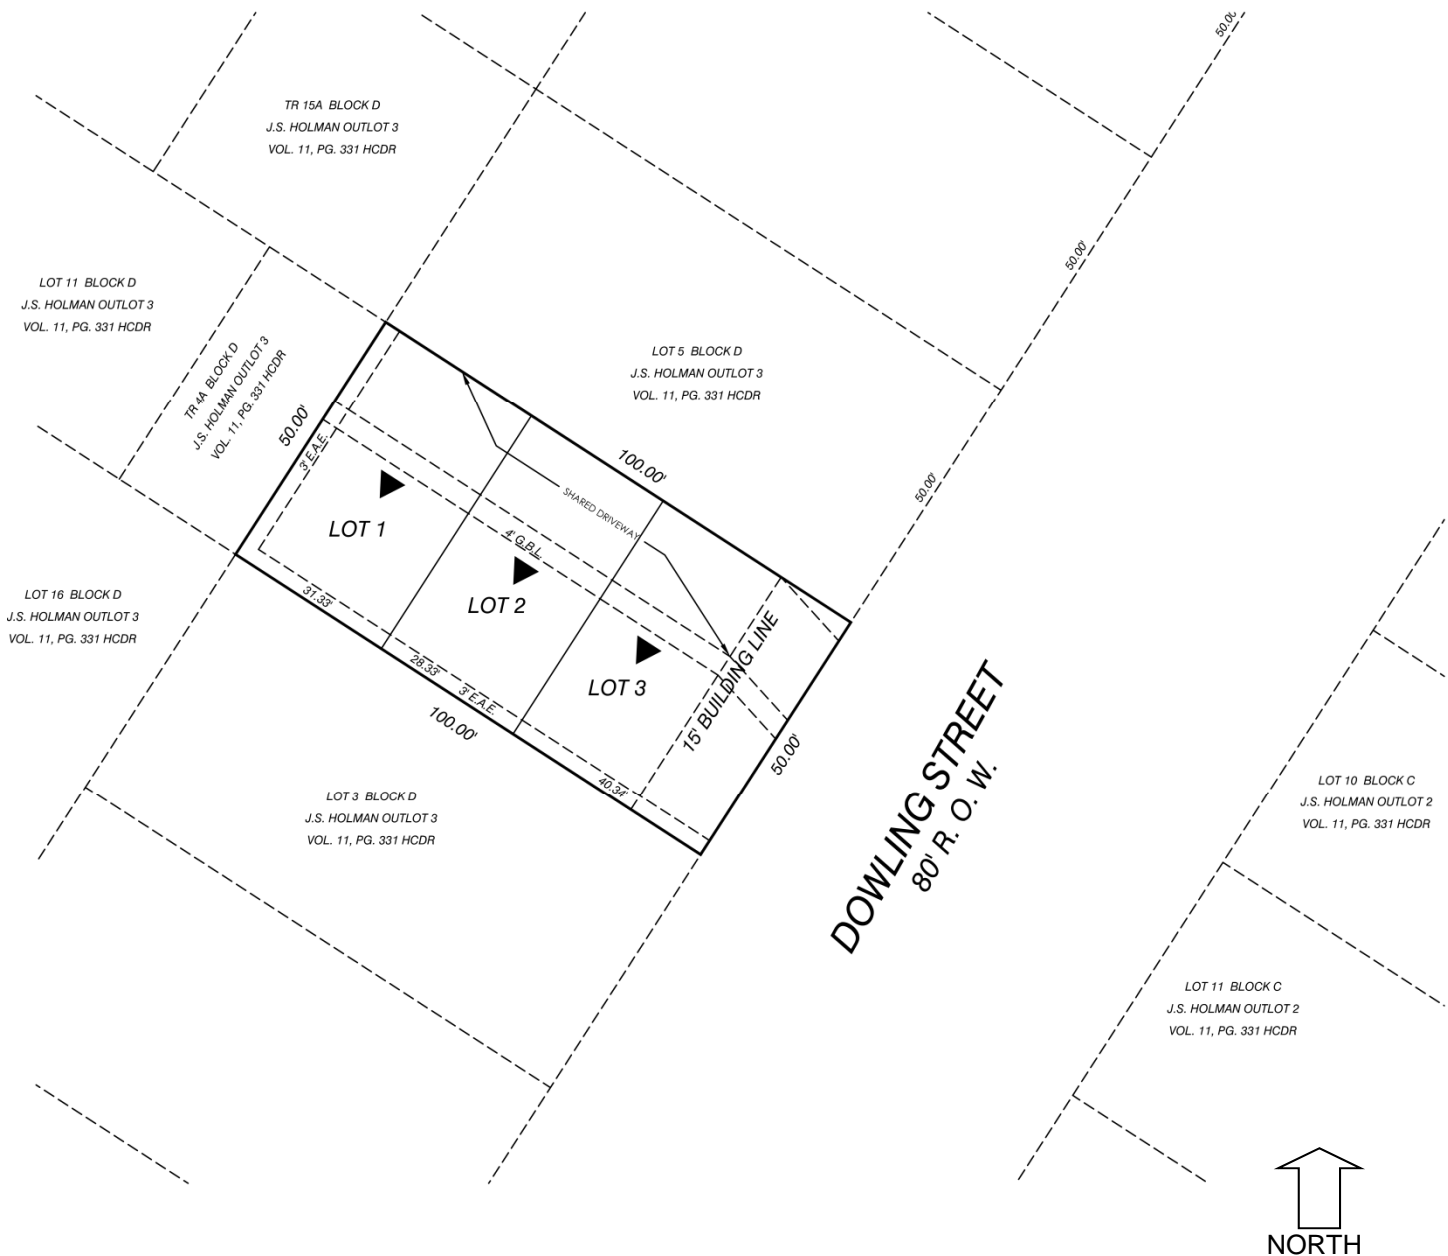 50.00'
TR 15A BLOCK D
J.S. HOLMAN OUTLOT 3
VOL. 11, PG. 331 HCDR
50.00'
LOT 11 BLOCK D
J.S. HOLMAN OUTLOT 3
VOL. 11, PG. 331 HCDR
TR 4A BLOCK D
J.S. HOLMAN OUTLOT 3
VOL. 11, PG. 331 HCDR
LOT 5 BLOCK D
J.S. HOLMAN OUTLOT 3
VOL. 11, PG. 331 HCDR
50.00'
3' E.A.E.
100.00'
50.00'
SHARED DRIVEWAY
LOT 1
4' G.B.L.
LOT 2
LOT 3
31.33'
28.33'
3' E.A.E.
100.00'
40.34'
15' BUILDING LINE
50.00'
LOT 16 BLOCK D
J.S. HOLMAN OUTLOT 3
VOL. 11, PG. 331 HCDR
LOT 3 BLOCK D
J.S. HOLMAN OUTLOT 3
VOL. 11, PG. 331 HCDR
DOWLING STREET
80' R. O. W.
LOT 10 BLOCK C
J.S. HOLMAN OUTLOT 2
VOL. 11, PG. 331 HCDR
LOT 11 BLOCK C
J.S. HOLMAN OUTLOT 2
VOL. 11, PG. 331 HCDR
NORTH